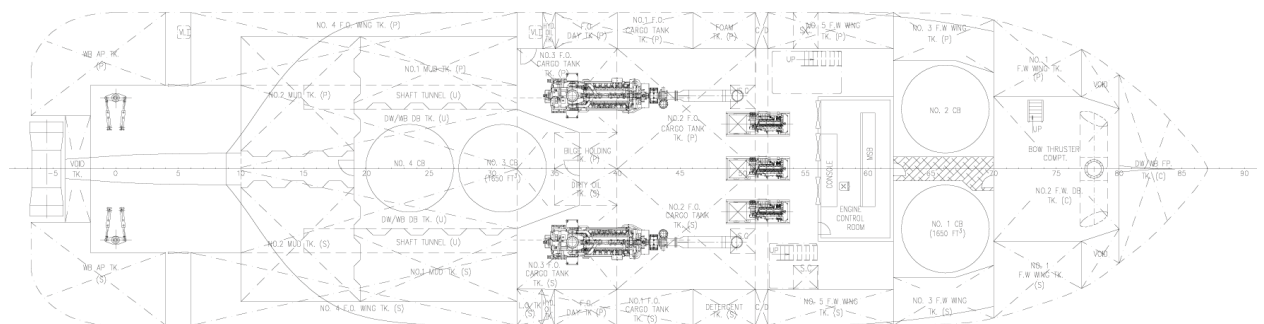 NO. 4 F.O. WING TK. (P)
WB AP TK.
(P)
F.O.
DAY TK (P)
NO.1 F.O.
CARGO TANK
TK. (P)
FOAM
TK. (P)
C/D
NO. 5 F.W WING
TK. (P)
NO. 3 F.W WING
TK. (P)
NO. 1
F.W WING TK.
(P)
VOID
NO.1 MUD TK. (P)
NO.3 F.O.
CARGO TANK
TK. (P)
UP
NO.2 MUD TK. (P)
SHAFT TUNNEL (U)
DW/WB DB TK. (U)
NO.2 F.O.
CARGO TANK
TK. (P)
NO. 2 CB
UP
VOID
TK.
NO. 4 CB
NO. 3 CB
(1650 FT³)
BILGE HOLDING
TK. (P)
CONSOLE
MSB
BOW THRUSTER
COMPT.
DW/WB FP.
TK. (C)
-5
0
5
10
15
20
25
30
35
40
45
50
55
60
65
70
75
80
85
90
DIRTY OIL
TK. (S)
NO.2 F.W. DB
TK. (C)
DW/WB DB TK. (U)
NO.2 F.O.
CARGO TANK
TK. (S)
ENGINE
CONTROL
ROOM
NO. 1 CB
(1650 FT³)
NO.2 MUD TK. (S)
SHAFT TUNNEL (U)
UP
VOID
WB AP TK.
(S)
NO.1 MUD TK. (S)
NO.3 F.O.
CARGO TANK
TK. (S)
S.C
NO. 1
F.W WING TK.
(S)
NO. 4 F.O. WING TK. (S)
L.O TK
(S)
F.O.
DAY TK (P)
NO.1 F.O.
CARGO TANK
TK. (S)
DETERGENT
TK. (S)
C/D
NO. 5 F.W WING
TK. (S)
NO. 3 F.W WING
TK. (S)